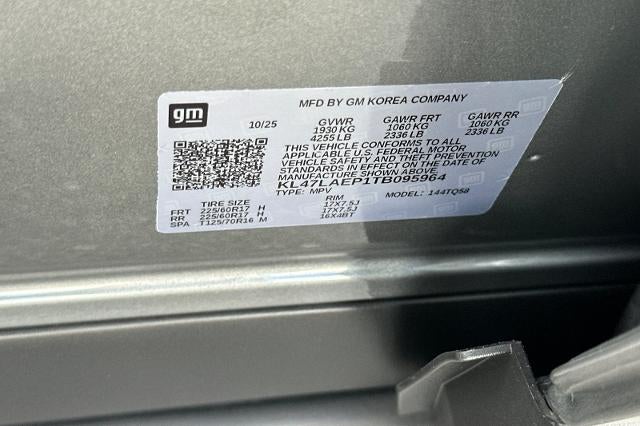 gm
MFD BY GM KOREA COMPANY
10/25 GVWR GAWR FRT GAWR RR
1930 KG 1060 KG 1060 KG
4255 LB 2336 LB 2336 LB
THIS VEHICLE CONFORMS TO ALL
APPLICABLE U.S. FEDERAL MOTOR
VEHICLE SAFETY AND THEFT PREVENTION
STANDARDS IN EFFECT ON THE DATE OF
MANUFACTURE SHOWN ABOVE.
KL47LAEP1TB095964
TYPE: MPV MODEL: 144TQ58
TIRE SIZE RIM
FRT 225/60R17 H 17X7.5J
RR 225/60R17 H 17X7.5J
SPA T125/70R16 M 16X4BT